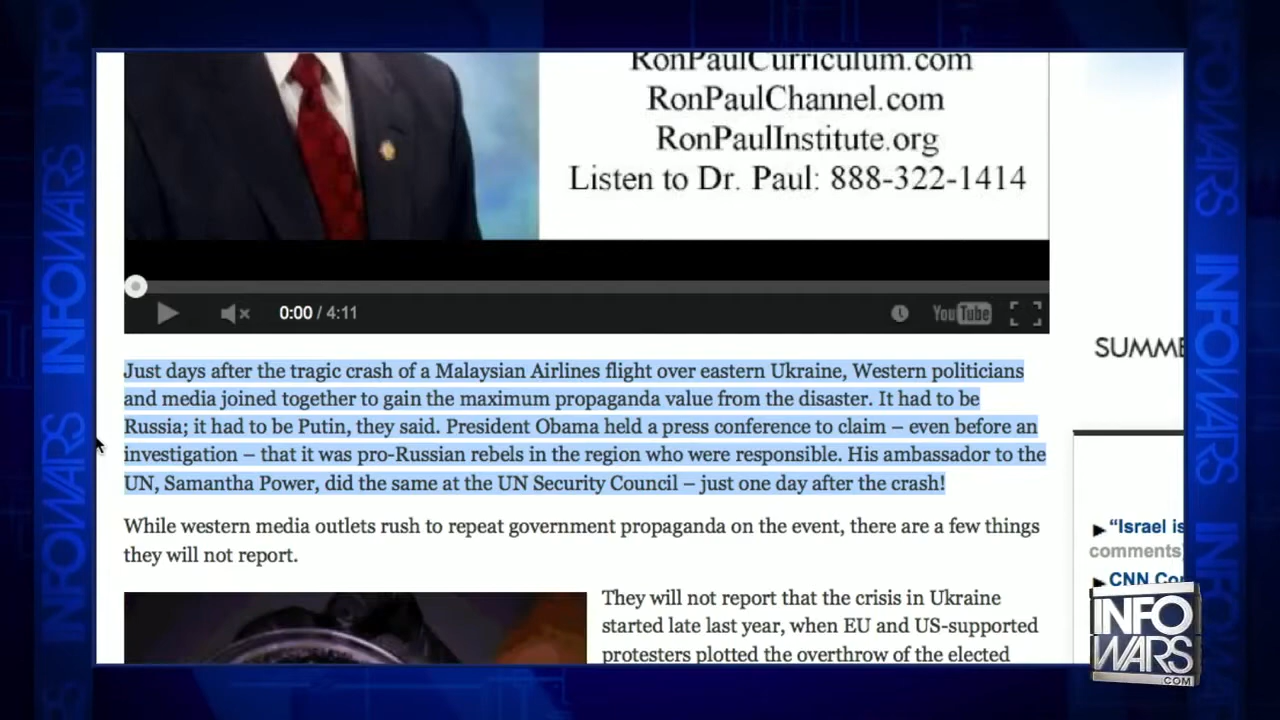 RonPaulCurriculum.com
RonPaulChannel.com
RonPaulInstitute.org
Listen to Dr. Paul: 888-322-1414
0:00 / 4:11
YouTube
Just days after the tragic crash of a Malaysian Airlines flight over eastern Ukraine, Western politicians
and media joined together to gain the maximum propaganda value from the disaster. It had to be
Russia; it had to be Putin, they said. President Obama held a press conference to claim – even before an
investigation – that it was pro-Russian rebels in the region who were responsible. His ambassador to the
UN, Samantha Power, did the same at the UN Security Council – just one day after the crash!
While western media outlets rush to repeat government propaganda on the event, there are a few things
they will not report.
They will not report that the crisis in Ukraine
started late last year, when EU and US-supported
protesters plotted the overthrow of the elected
SUMME
“Israel is
comments
CNN Co
INFO
WARS
.COM
INFOWARS
INFOWARS
INFOWARS
INFOWARS